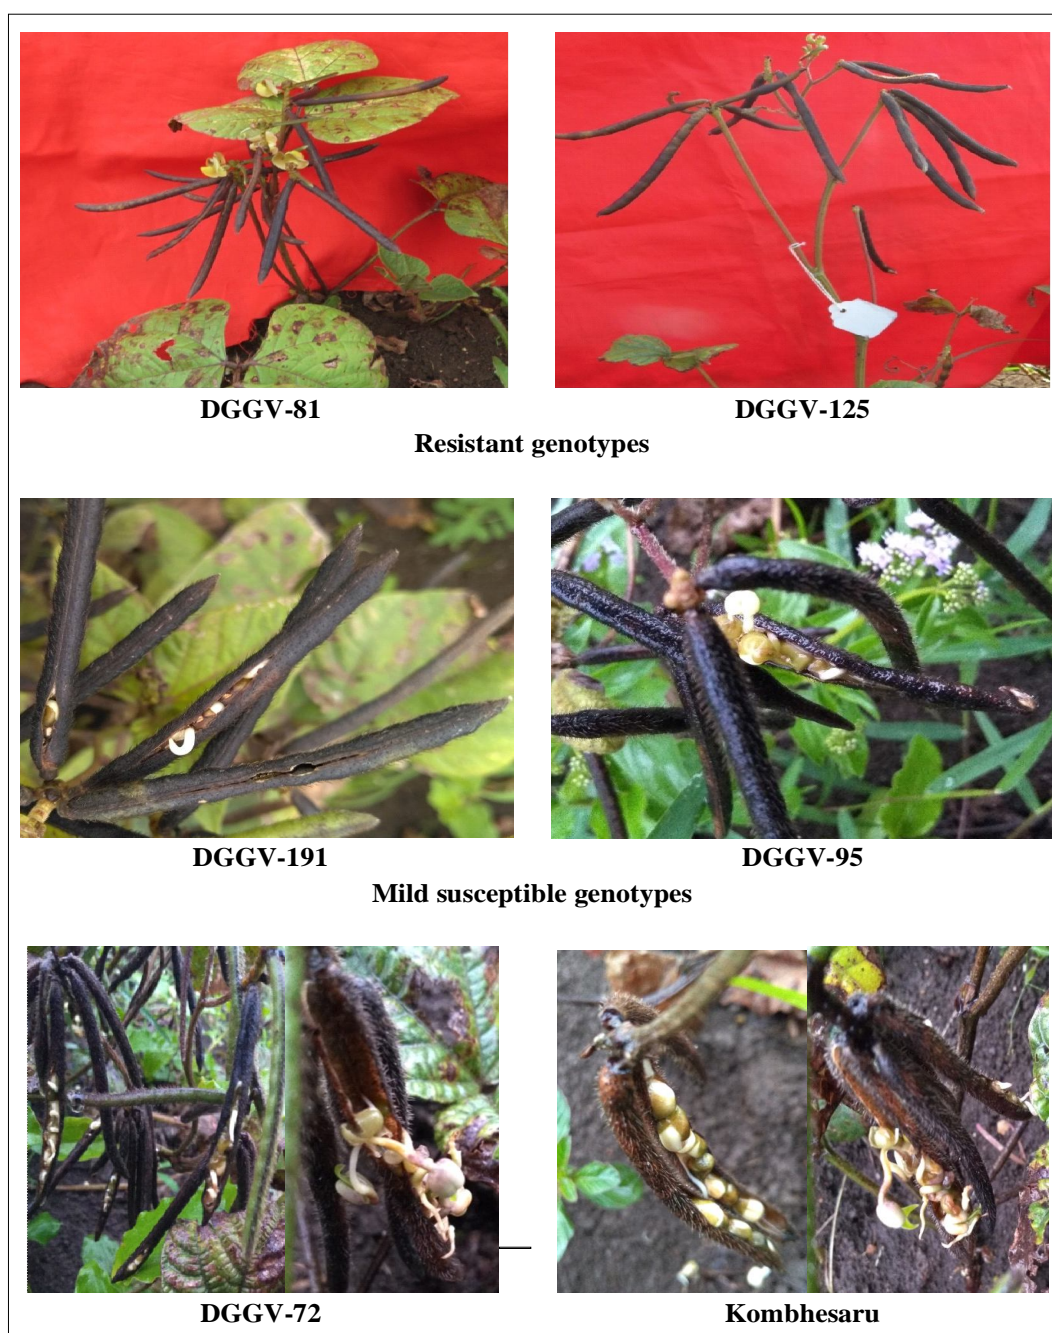 DGGV-81
DGGV-125
Resistant genotypes
DGGV-191
DGGV-95
Mild susceptible genotypes
DGGV-72
Kombhesaru